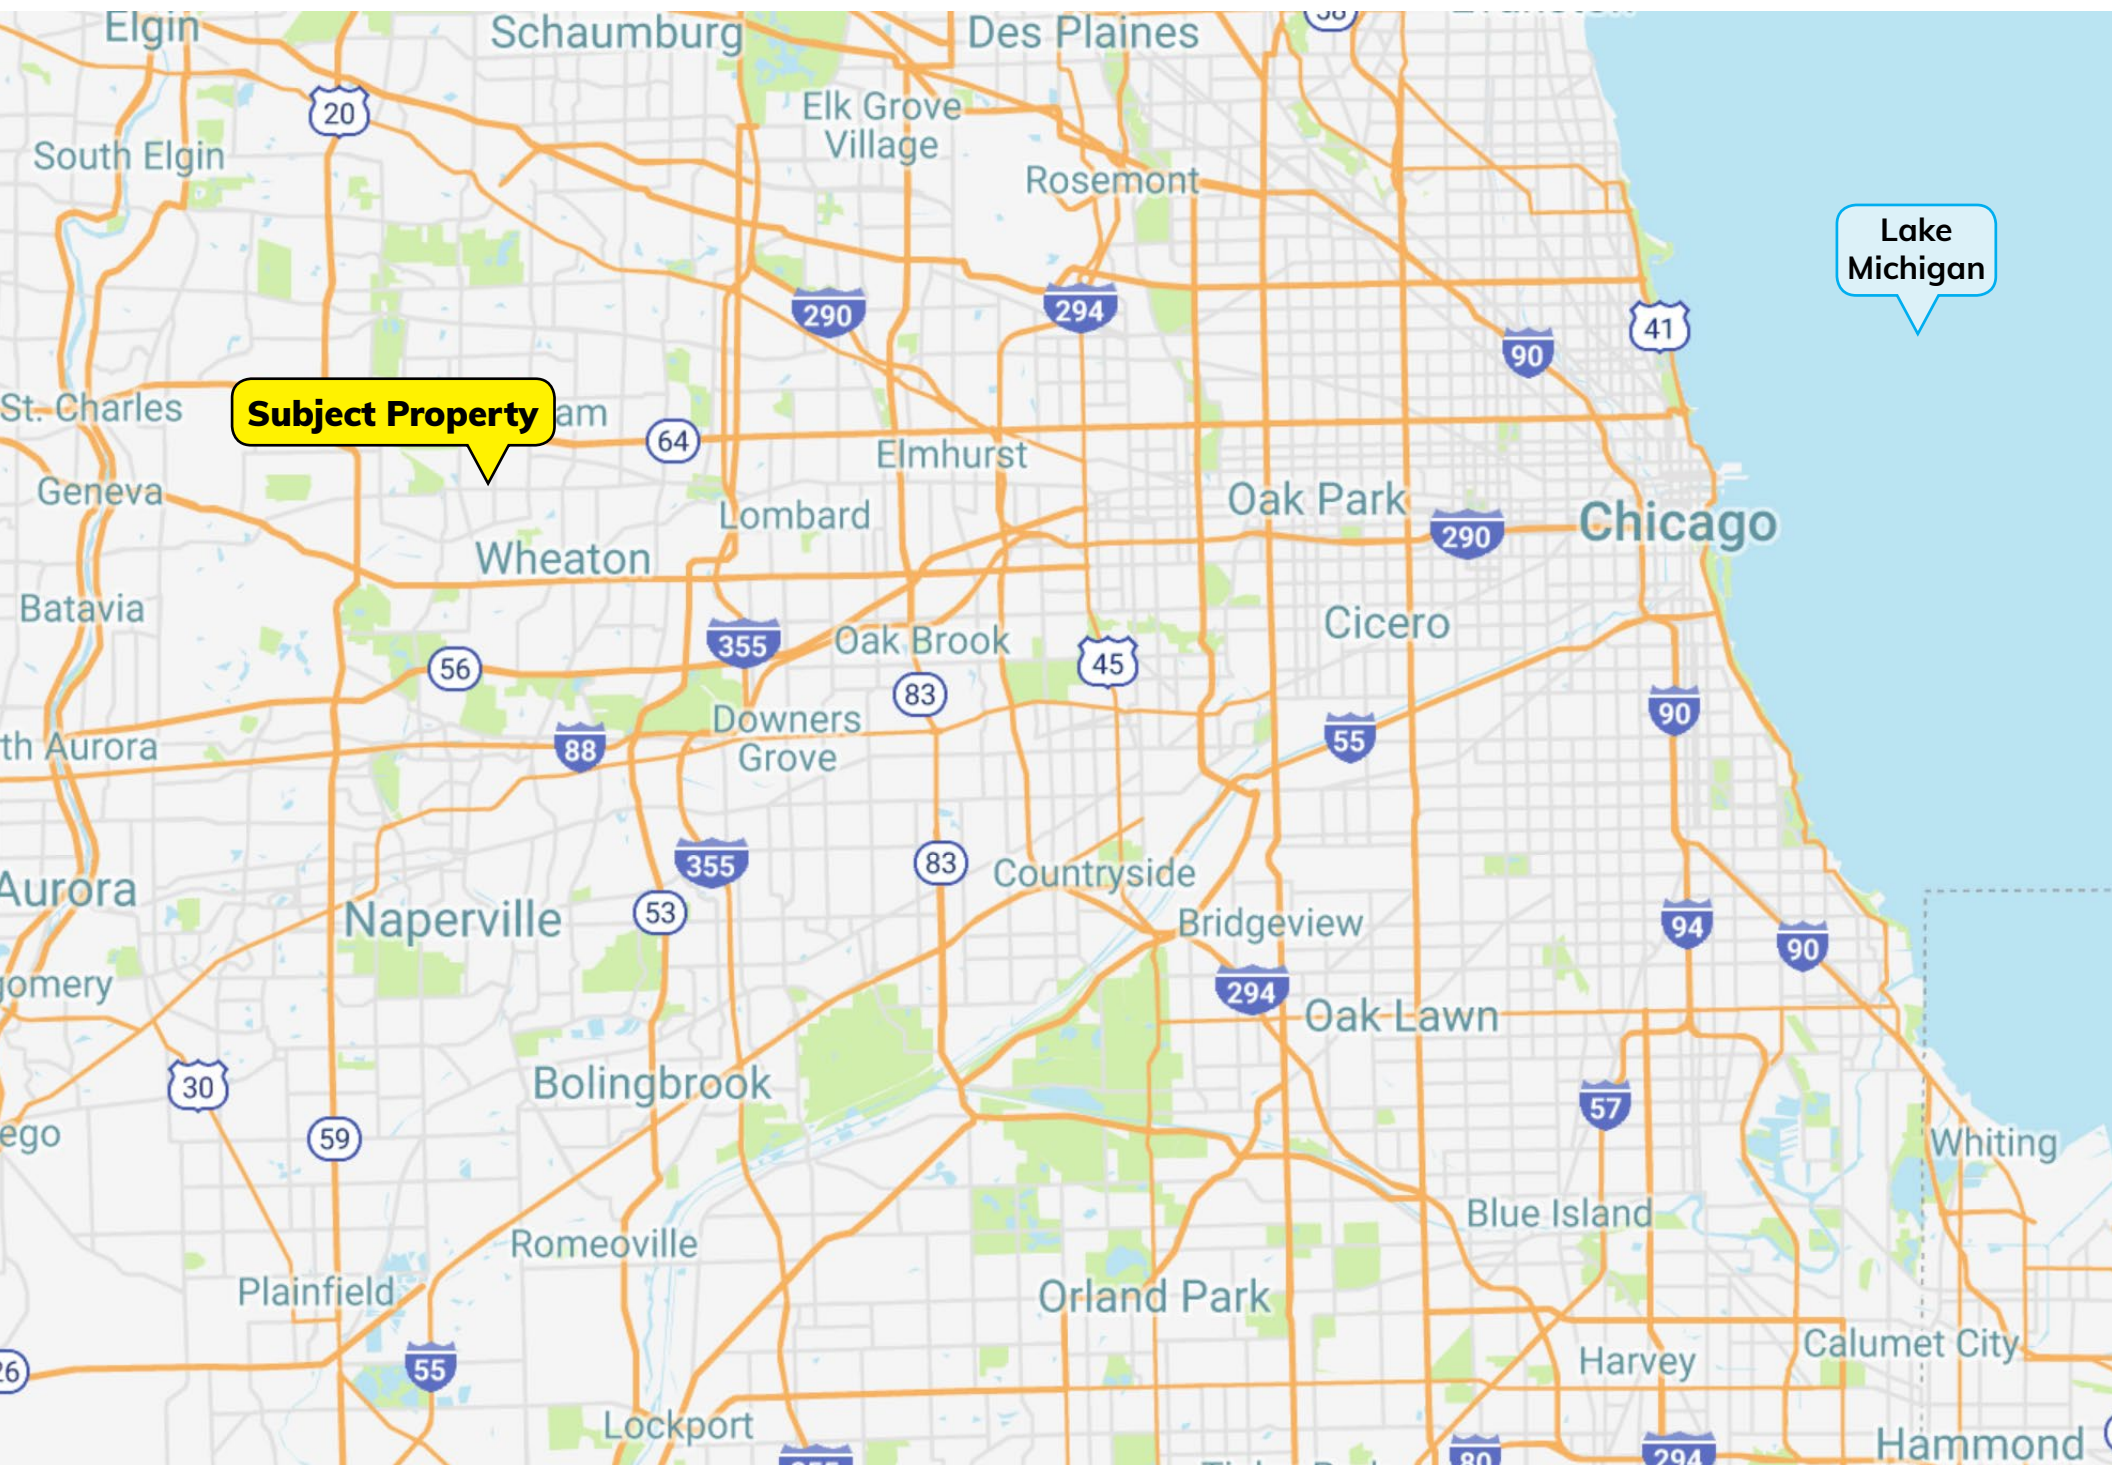 Elgin
Schaumburg
Des Plaines
20
Elk Grove
Village
South Elgin
Rosemont
Lake
Michigan
290
294
41
90
St. Charles
Subject Property
am
64
Elmhurst
Geneva
Lombard
Oak Park
290
Chicago
Wheaton
Batavia
Cicero
355
Oak Brook
45
56
83
90
Downers
Grove
th Aurora
88
55
355
83
Countryside
Aurora
Naperville
53
Bridgeview
94
90
gomery
294
Oak Lawn
30
Bolingbrook
57
ego
59
Whiting
Blue Island
Romeoville
Plainfield
Orland Park
55
Harvey
Calumet City
26
Lockport
355
80
294
Hammond